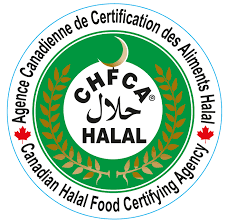 Agence Canadienne de Certification des Aliments Halal
CHFCA®
حلال
HALAL
Canadian Halal Food Certifying Agency